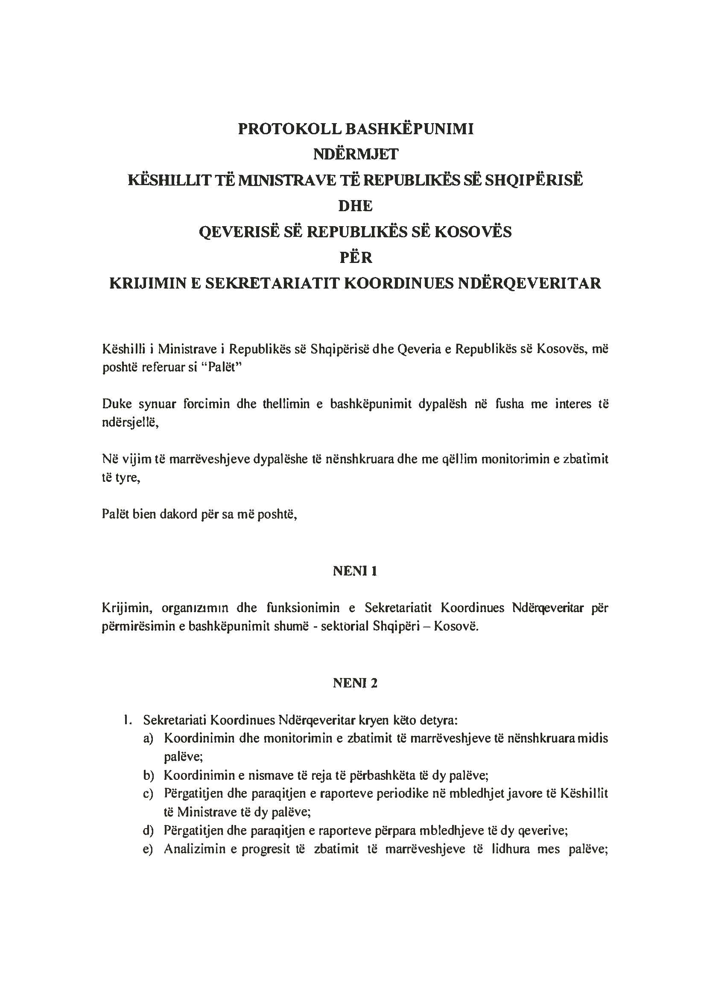 PROTOKOLL BASHKËPUNIMI
NDËRMJET
KËSHILLIT TË MINISTRAVE TË REPUBLIKËS SË SHQIPËRISË
DHE
QEVERISË SË REPUBLIKËS SË KOSOVËS
PËR
KRIJIMIN E SEKRETARIATIT KOORDINUES NDËRQEVERITAR
Këshilli i Ministrave i Republikës së Shqipërisë dhe Qeveria e Republikës së Kosovës, më
poshtë referuar si “Palët”
Duke synuar forcimin dhe thellimin e bashkëpunimit dypalësh në fusha me interes të
ndërsjellë,
Në vijim të marrëveshjeve dypalëshe të nënshkruara dhe me qëllim monitorimin e zbatimit
të tyre,
Palët bien dakord për sa më poshtë,
NENI 1
Krijimin, organizimin dhe funksionimin e Sekretariatit Koordinues Ndërqeveritar për
përmirësimin e bashkëpunimit shumë - sektorial Shqipëri – Kosovë.
NENI 2
1. Sekretariati Koordinues Ndërqeveritar kryen këto detyra:
a) Koordinimin dhe monitorimin e zbatimit të marrëveshjeve të nënshkruara midis
palëve;
b) Koordinimin e nismave të reja të përbashkëta të dy palëve;
c) Përgatitjen dhe paraqitjen e raporteve periodike në mbledhjet javore të Këshillit
të Ministrave të dy palëve;
d) Përgatitjen dhe paraqitjen e raporteve përpara mbledhjeve të dy qeverive;
e) Analizimin e progresit të zbatimit të marrëveshjeve të lidhura mes palëve;